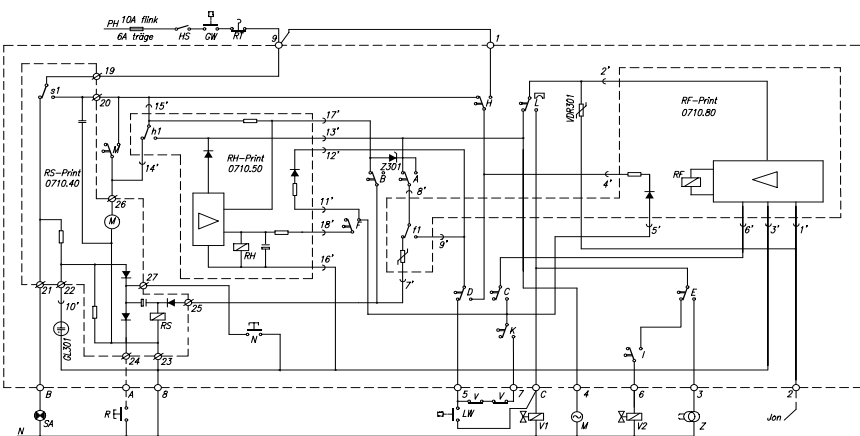 PH 10A flink
6A träge
HS GW RT
9 1
19
s1
20
15'
17'
13'
12'
h1
M
14'
RS-Print
0710.40
RH-Print
0710.50
26
M
11'
18'
F
RH
16'
Z301
B A
8'
f1
9'
7'
H
L
2'
VDR301
RF-Print
0710.80
RF
4'
5'
6' 3' 1'
21 22
10'
GL301
27
25
RS
24 23
N
D C E
K
I
B A 8 5 7 C 4 6 3 2
SA
R
LW
V V
V1
M
V2
Z
Jon
N